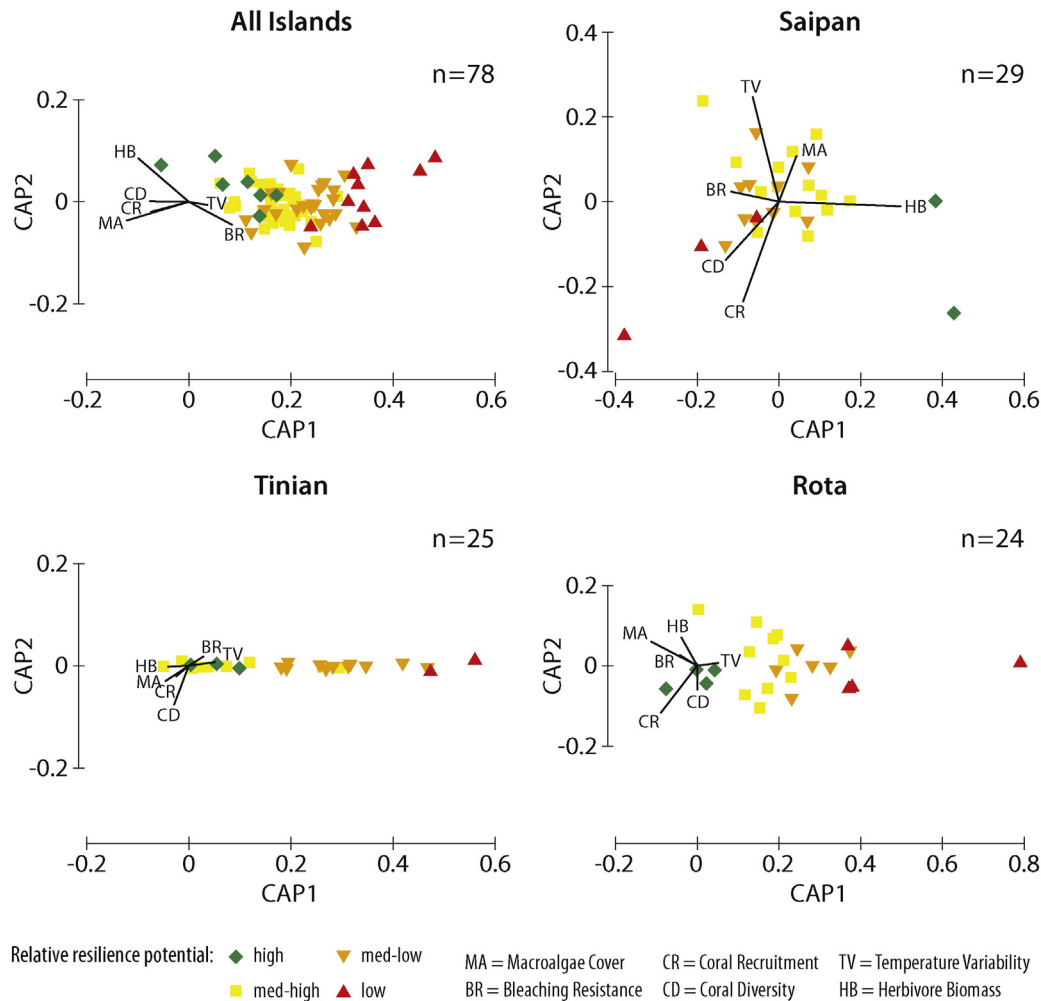 All Islands
n=78
0.2
0
-0.2
CAP2
HB
CD
CR
MA
TV
BR
-0.2 0 0.2 0.4 0.6
CAP1
Saipan
n=29
0.4
0.2
0
-0.2
-0.4
CAP2
TV
MA
BR
HB
CD
CR
-0.4 -0.2 0 0.2 0.4 0.6
CAP1
Tinian
n=25
0.2
0
-0.2
CAP2
BR
TV
HB
MA
CR
CD
-0.2 0 0.2 0.4 0.6
CAP1
Rota
n=24
0.2
0
-0.2
CAP2
MA
HB
BR
TV
CD
CR
-0.2 0 0.2 0.4 0.6 0.8
CAP1
Relative resilience potential: high med-low
med-high low
MA = Macroalgae Cover CR = Coral Recruitment TV = Temperature Variability
BR = Bleaching Resistance CD = Coral Diversity HB = Herbivore Biomass